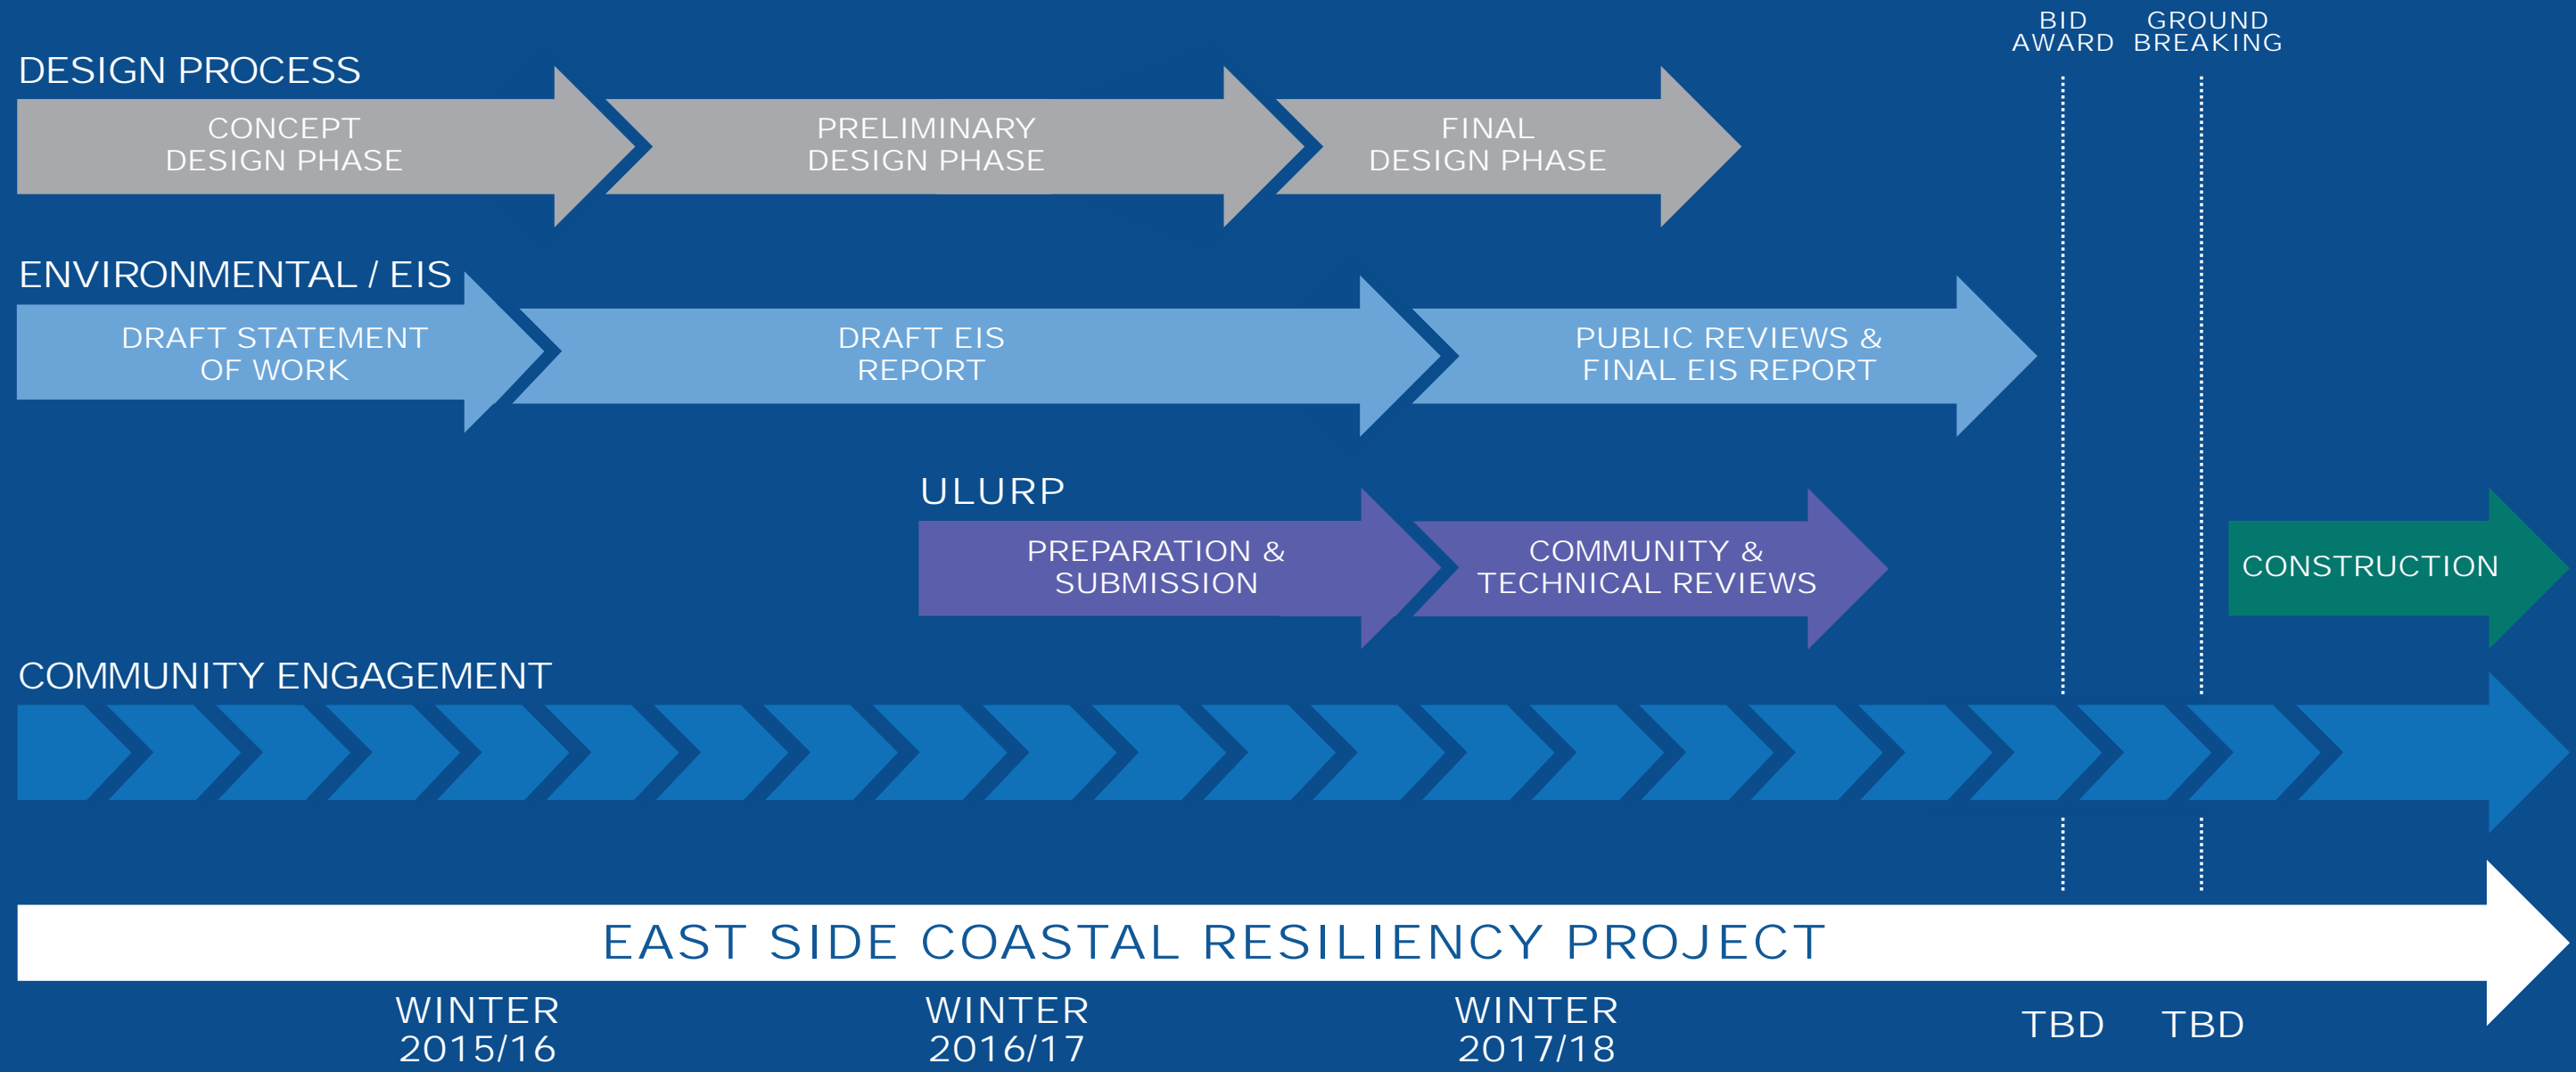 BID
AWARD
GROUND
BREAKING
DESIGN PROCESS
CONCEPT
DESIGN PHASE
PRELIMINARY
DESIGN PHASE
FINAL
DESIGN PHASE
ENVIRONMENTAL / EIS
DRAFT STATEMENT
OF WORK
DRAFT EIS
REPORT
PUBLIC REVIEWS &
FINAL EIS REPORT
ULURP
PREPARATION &
SUBMISSION
COMMUNITY &
TECHNICAL REVIEWS
CONSTRUCTION
COMMUNITY ENGAGEMENT
EAST SIDE COASTAL RESILIENCY PROJECT
WINTER
2015/16
WINTER
2016/17
WINTER
2017/18
TBD
TBD